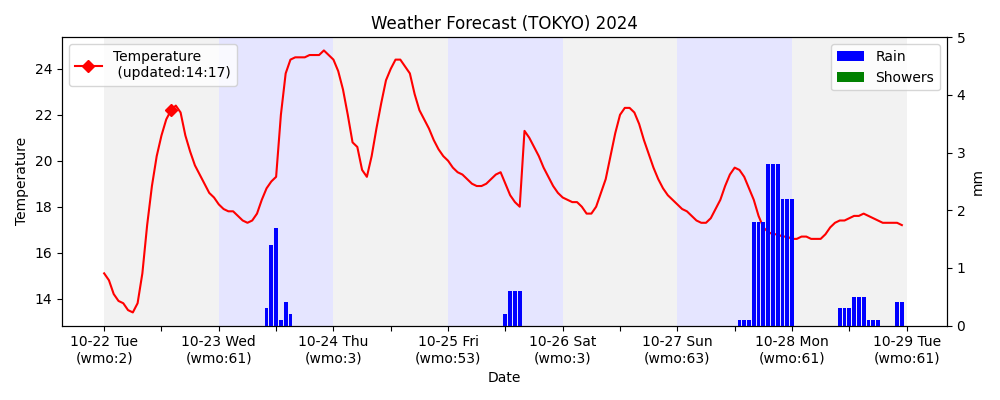 Weather Forecast (TOKYO) 2024
Temperature
(updated:14:17)
Rain
Showers
24
22
20
18
16
14
Temperature
5
4
3
2
1
0
mm
10-22 Tue 10-23 Wed 10-24 Thu 10-25 Fri 10-26 Sat 10-27 Sun 10-28 Mon 10-29 Tue
(wmo:2) (wmo:61) (wmo:3) (wmo:53) (wmo:3) (wmo:63) (wmo:61) (wmo:61)
Date